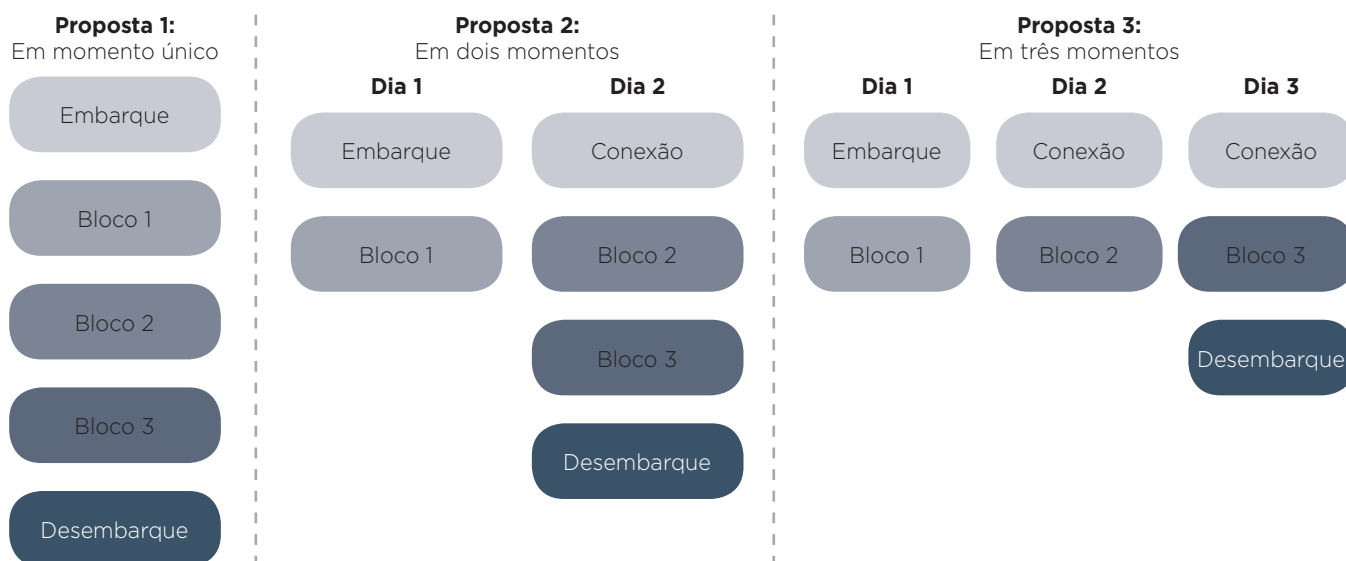 Proposta 1:
Em momento único
Embarque
Bloco 1
Bloco 2
Bloco 3
Desembarque
Proposta 2:
Em dois momentos
Dia 1
Embarque
Bloco 1
Dia 2
Conexão
Bloco 2
Bloco 3
Desembarque
Proposta 3:
Em três momentos
Dia 1
Embarque
Bloco 1
Dia 2
Conexão
Bloco 2
Dia 3
Conexão
Bloco 3
Desembarque